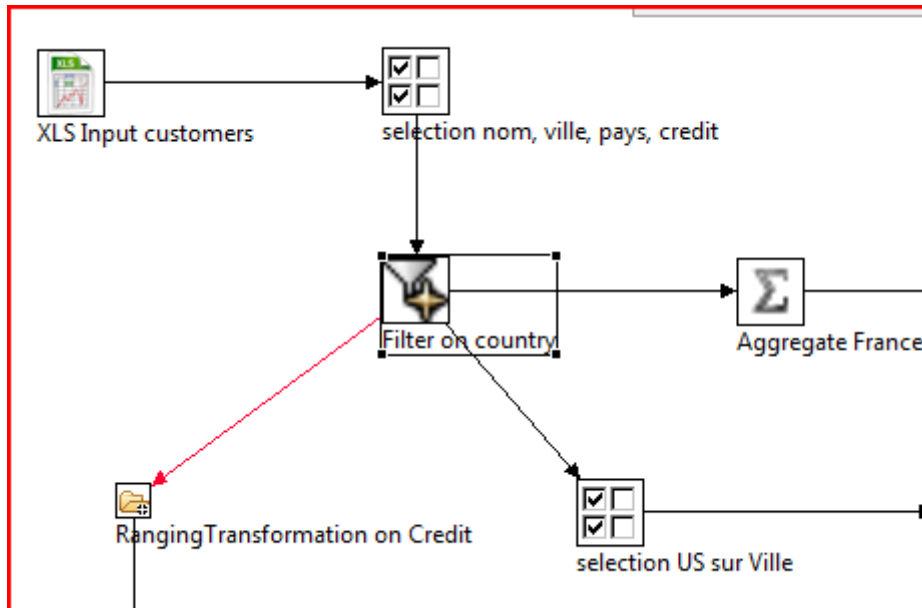 XLS
XLS Input customers
selection nom, ville, pays, credit
Filter on country
Aggregate France
RangingTransformation on Credit
selection US sur Ville